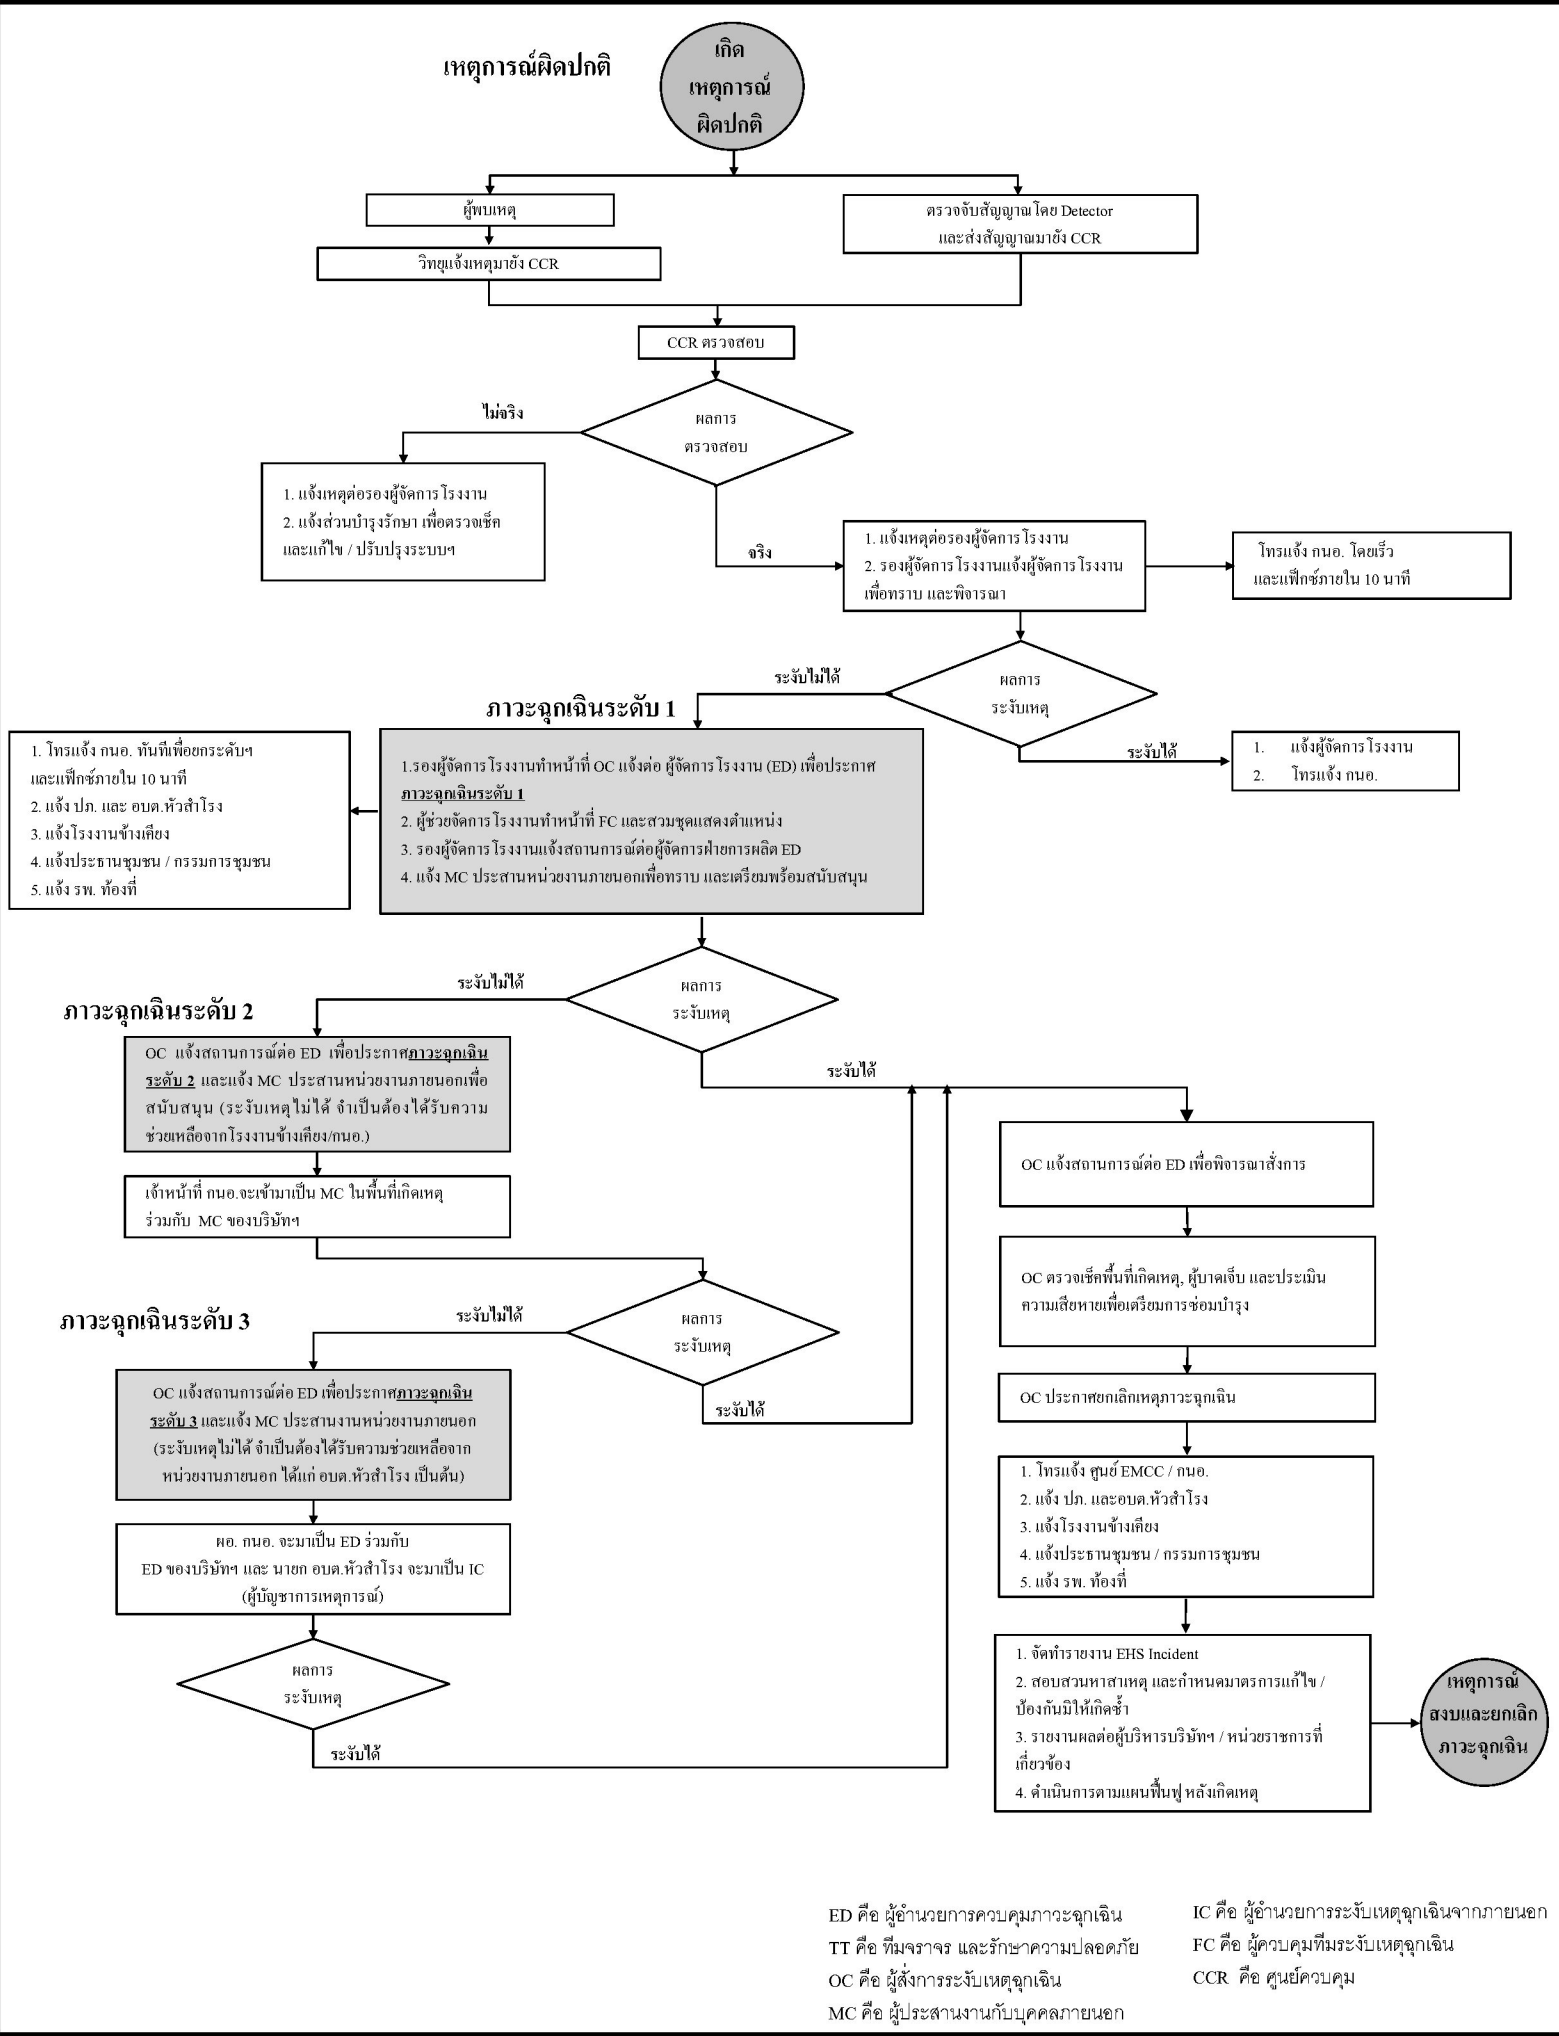 เหตุการณ์ผิดปกติ
เกิด
เหตุการณ์
ผิดปกติ
ผู้พบเหตุ
วิทยุแจ้งเหตุมายัง CCR
ตรวจจับสัญญาณโดย Detector
และส่งสัญญาณมายัง CCR
CCR ตรวจสอบ
ผลการ
ตรวจสอบ
ไม่จริง
1. แจ้งเหตุต่อรองผู้จัดการโรงงาน
2. แจ้งส่วนบำรุงรักษา เพื่อตรวจเช็ค
และแก้ไข / ปรับปรุงระบบฯ
จริง
1. แจ้งเหตุต่อรองผู้จัดการโรงงาน
2. รองผู้จัดการโรงงานแจ้งผู้จัดการโรงงาน
เพื่อทราบ และพิจารณา
โทรแจ้ง กนอ. โดยเร็ว
และแฟ็กซ์ภายใน 10 นาที
ผลการ
ระงับเหตุ
ระงับไม่ได้
ระงับได้
1. แจ้งผู้จัดการโรงงาน
2. โทรแจ้ง กนอ.
ภาวะฉุกเฉินระดับ 1
1.รองผู้จัดการโรงงานทำหน้าที่ OC แจ้งต่อ ผู้จัดการโรงงาน (ED) เพื่อประกาศ
ภาวะฉุกเฉินระดับ 1
2. ผู้ช่วยจัดการโรงงานทำหน้าที่ FC และสวมชุดแสดงตำแหน่ง
3. รองผู้จัดการโรงงานแจ้งสถานการณ์ต่อผู้จัดการฝ่ายการผลิต ED
4. แจ้ง MC ประสานหน่วยงานภายนอกเพื่อทราบ และเตรียมพร้อมสนับสนุน
1. โทรแจ้ง กนอ. ทันทีเพื่อยกระดับฯ
และแฟ็กซ์ภายใน 10 นาที
2. แจ้ง ปภ. และ อบต.หัวสำโรง
3. แจ้งโรงงานข้างเคียง
4. แจ้งประธานชุมชน / กรรมการชุมชน
5. แจ้ง รพ. ท้องที่
ผลการ
ระงับเหตุ
ระงับไม่ได้
ระงับได้
ภาวะฉุกเฉินระดับ 2
OC แจ้งสถานการณ์ต่อ ED เพื่อประกาศภาวะฉุกเฉิน
ระดับ 2 และแจ้ง MC ประสานหน่วยงานภายนอกเพื่อ
สนับสนุน (ระงับเหตุไม่ได้ จำเป็นต้องได้รับความ
ช่วยเหลือจากโรงงานข้างเคียง/กนอ.)
เจ้าหน้าที่ กนอ.จะเข้ามาเป็น MC ในพื้นที่เกิดเหตุ
ร่วมกับ MC ของบริษัทฯ
ผลการ
ระงับเหตุ
ระงับไม่ได้
ระงับได้
ภาวะฉุกเฉินระดับ 3
OC แจ้งสถานการณ์ต่อ ED เพื่อประกาศภาวะฉุกเฉิน
ระดับ 3 และแจ้ง MC ประสานงานหน่วยงานภายนอก
(ระงับเหตุไม่ได้ จำเป็นต้องได้รับความช่วยเหลือจาก
หน่วยงานภายนอก ได้แก่ อบต.หัวสำโรง เป็นต้น)
ผอ. กนอ. จะมาเป็น ED ร่วมกับ
ED ของบริษัทฯ และ นายก อบต.หัวสำโรง จะมาเป็น IC
(ผู้บัญชาการเหตุการณ์)
ผลการ
ระงับเหตุ
ระงับได้
OC แจ้งสถานการณ์ต่อ ED เพื่อพิจารณาสั่งการ
OC ตรวจเช็คพื้นที่เกิดเหตุ, ผู้บาดเจ็บ และประเมิน
ความเสียหายเพื่อเตรียมการซ่อมบำรุง
OC ประกาศยกเลิกเหตุภาวะฉุกเฉิน
1. โทรแจ้ง ศูนย์ EMCC / กนอ.
2. แจ้ง ปภ. และอบต.หัวสำโรง
3. แจ้งโรงงานข้างเคียง
4. แจ้งประธานชุมชน / กรรมการชุมชน
5. แจ้ง รพ. ท้องที่
1. จัดทำรายงาน EHS Incident
2. สอบสวนหาสาเหตุ และกำหนดมาตรการแก้ไข /
ป้องกันมิให้เกิดซ้ำ
3. รายงานผลต่อผู้บริหารบริษัทฯ / หน่วยราชการที่
เกี่ยวข้อง
4. ดำเนินการตามแผนฟื้นฟู หลังเกิดเหตุ
เหตุการณ์
สงบและยกเลิก
ภาวะฉุกเฉิน
ED คือ ผู้อำนวยการควบคุมภาวะฉุกเฉิน
TT คือ ทีมจราจร และรักษาความปลอดภัย
OC คือ ผู้สั่งการระงับเหตุฉุกเฉิน
MC คือ ผู้ประสานงานกับบุคคลภายนอก
IC คือ ผู้อำนวยการระงับเหตุฉุกเฉินจากภายนอก
FC คือ ผู้ควบคุมทีมระงับเหตุฉุกเฉิน
CCR คือ ศูนย์ควบคุม